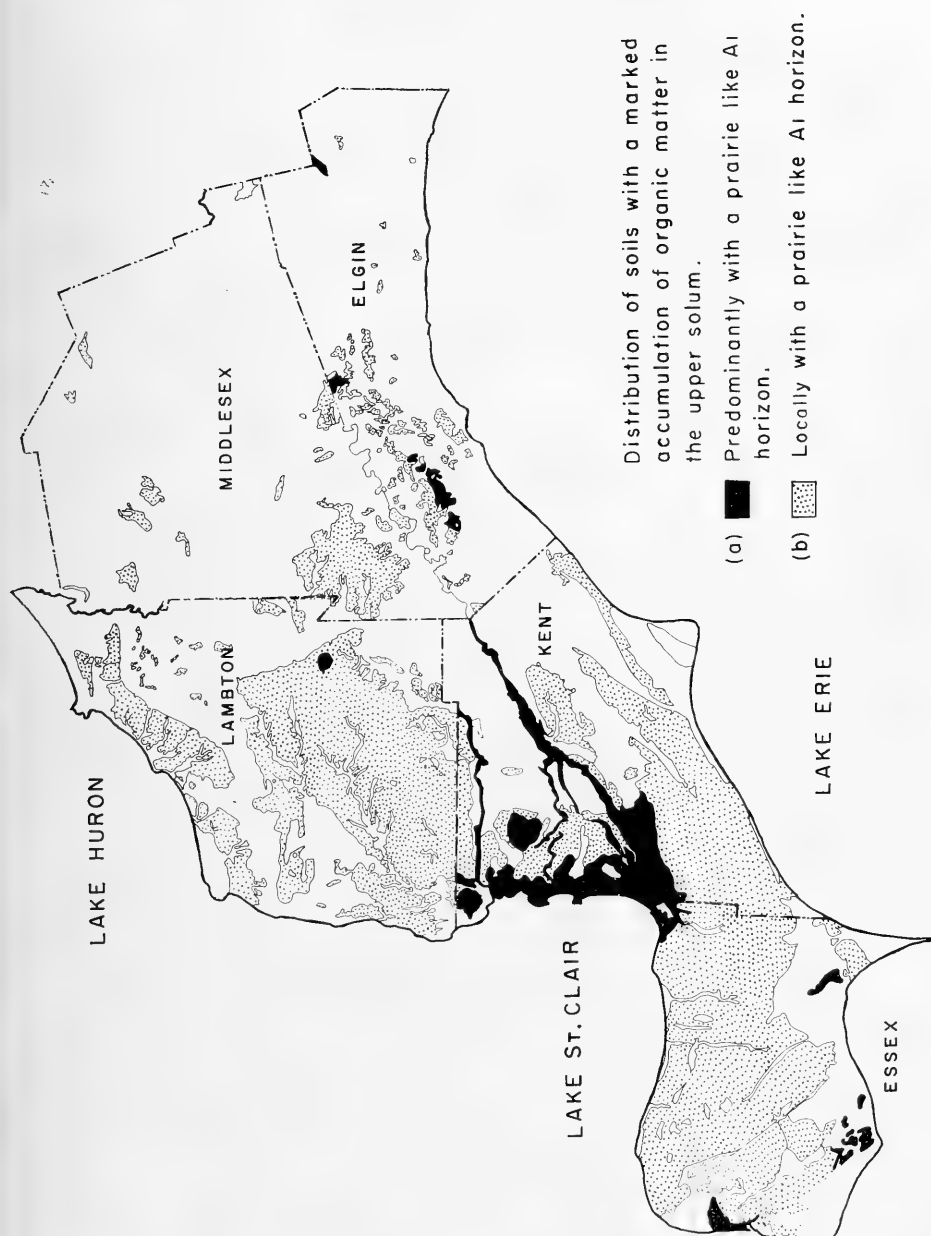 LAKE HURON
LAMBTON
MIDDLESEX
ELGIN
KENT
LAKE ST. CLAIR
LAKE ERIE
ESSEX
Distribution of soils with a marked
accumulation of organic matter in
the upper solum.
(a) Predominantly with a prairie like A1
horizon.
(b) Locally with a prairie like A1 horizon.